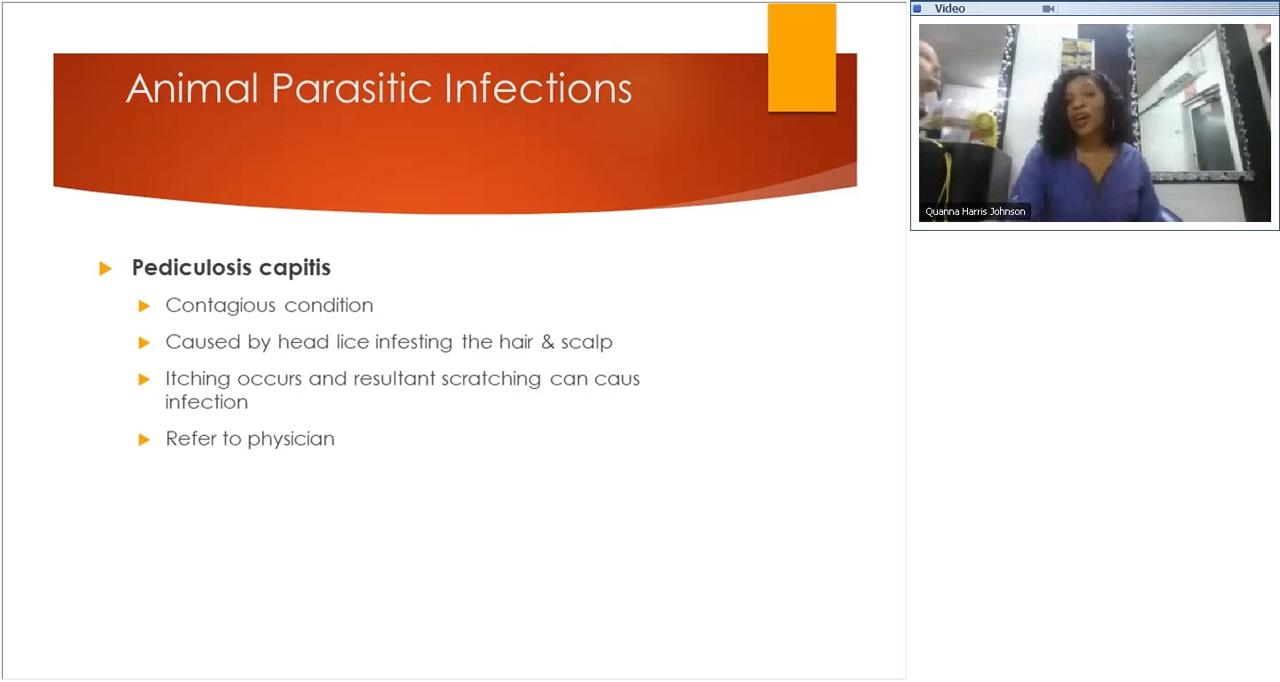 Animal Parasitic Infections
Pediculosis capitis
Contagious condition
Caused by head lice infesting the hair & scalp
Itching occurs and resultant scratching can caus
infection
Refer to physician
Video
Quanna Harris Johnson